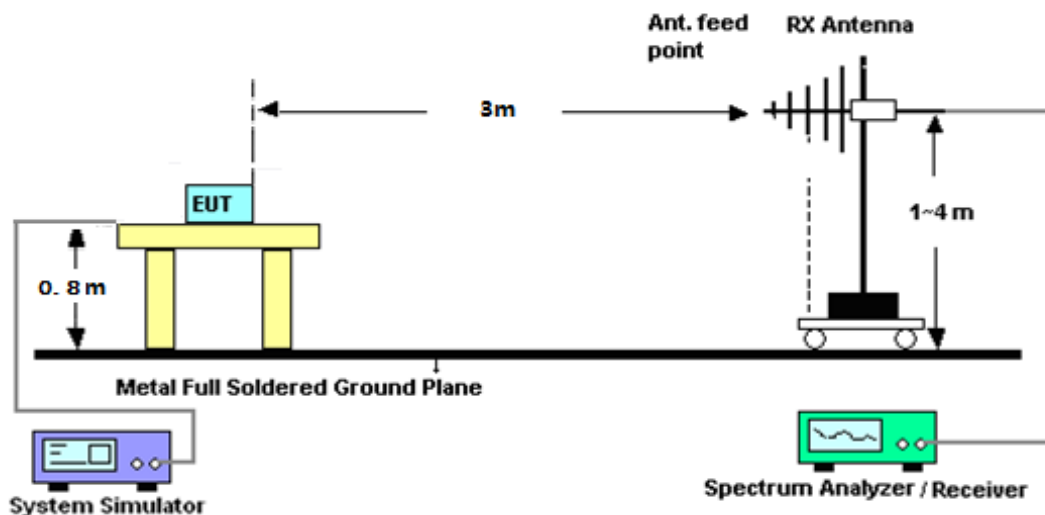 Ant. feed
point
RX Antenna
3m
EUT
1~4 m
0. 8 m
Metal Full Soldered Ground Plane
System Simulator
Spectrum Analyzer / Receiver